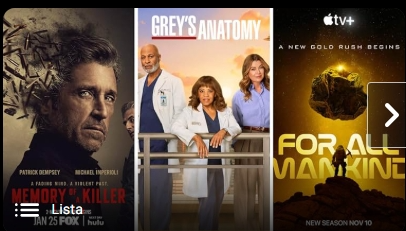 PATRICK DEMPSEY MICHAEL IMPERIOLI
A FADING MIND. A VIOLENT PAST.
MEMORY OF A KILLER
JAN 25 FOX hulu
Lista
GREY'S ANATOMY
tv+
A NEW GOLD RUSH BEGINS
FOR ALL
MANKIND
NEW SEASON NOV 10